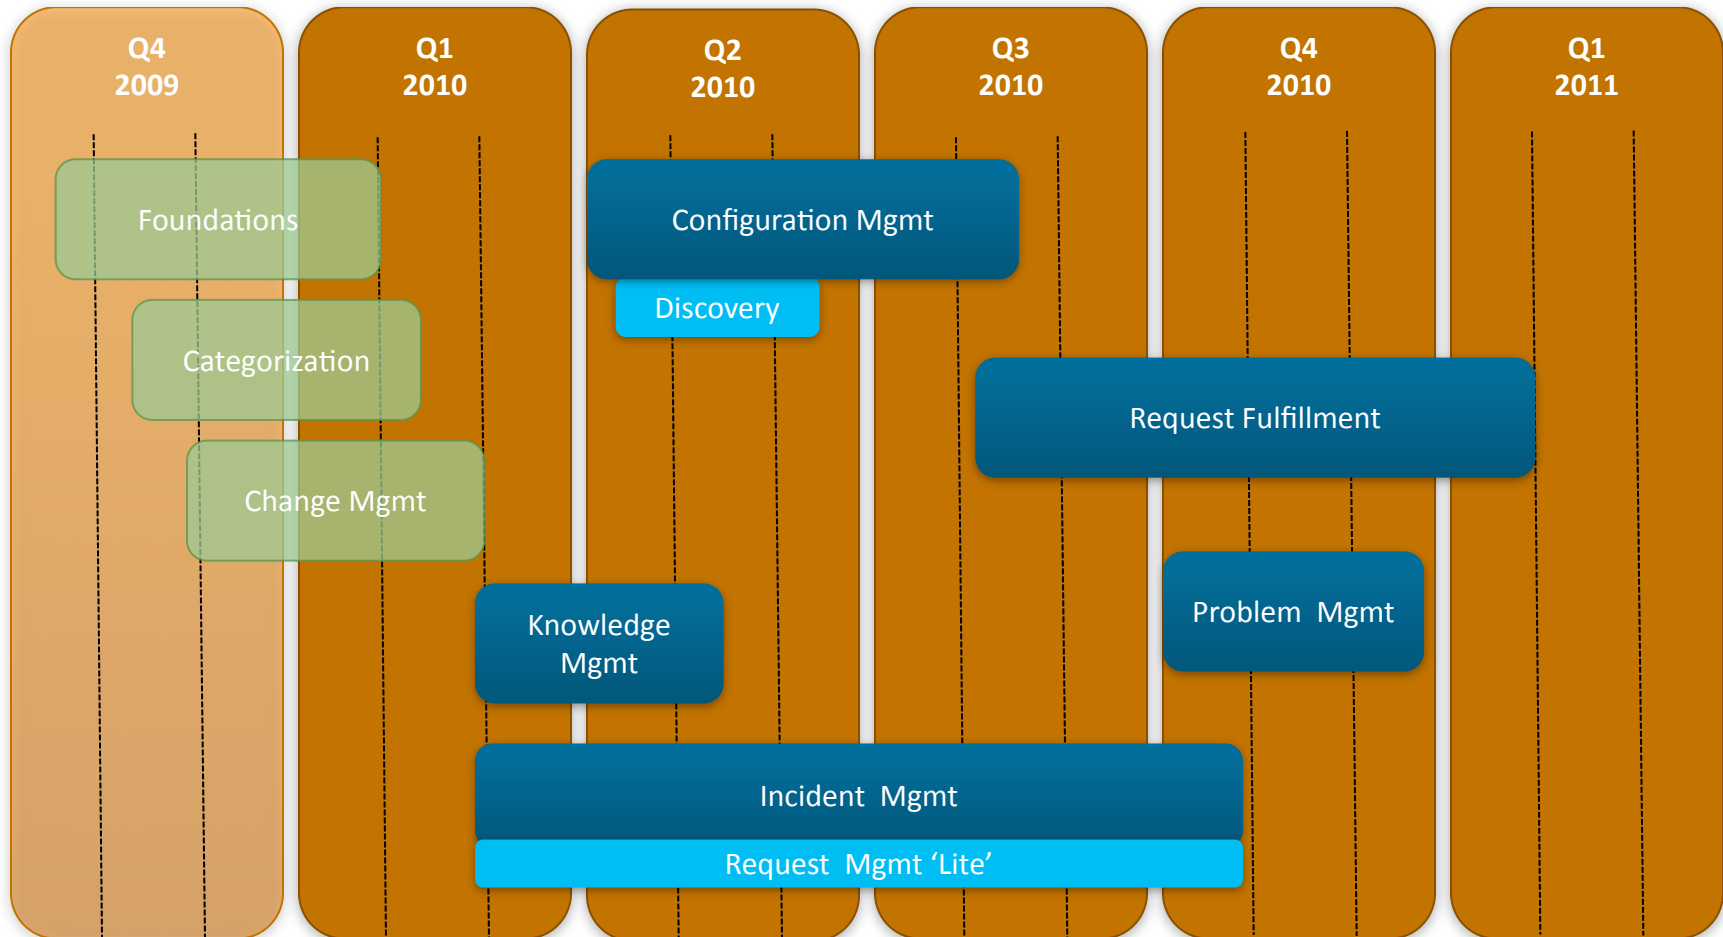 Q4
2009
Q1
2010
Q2
2010
Q3
2010
Q4
2010
Q1
2011
Foundations
Configuration Mgmt
Discovery
Categorization
Request Fulfillment
Change Mgmt
Knowledge
Mgmt
Problem  Mgmt
Incident  Mgmt
Request  Mgmt ‘Lite’